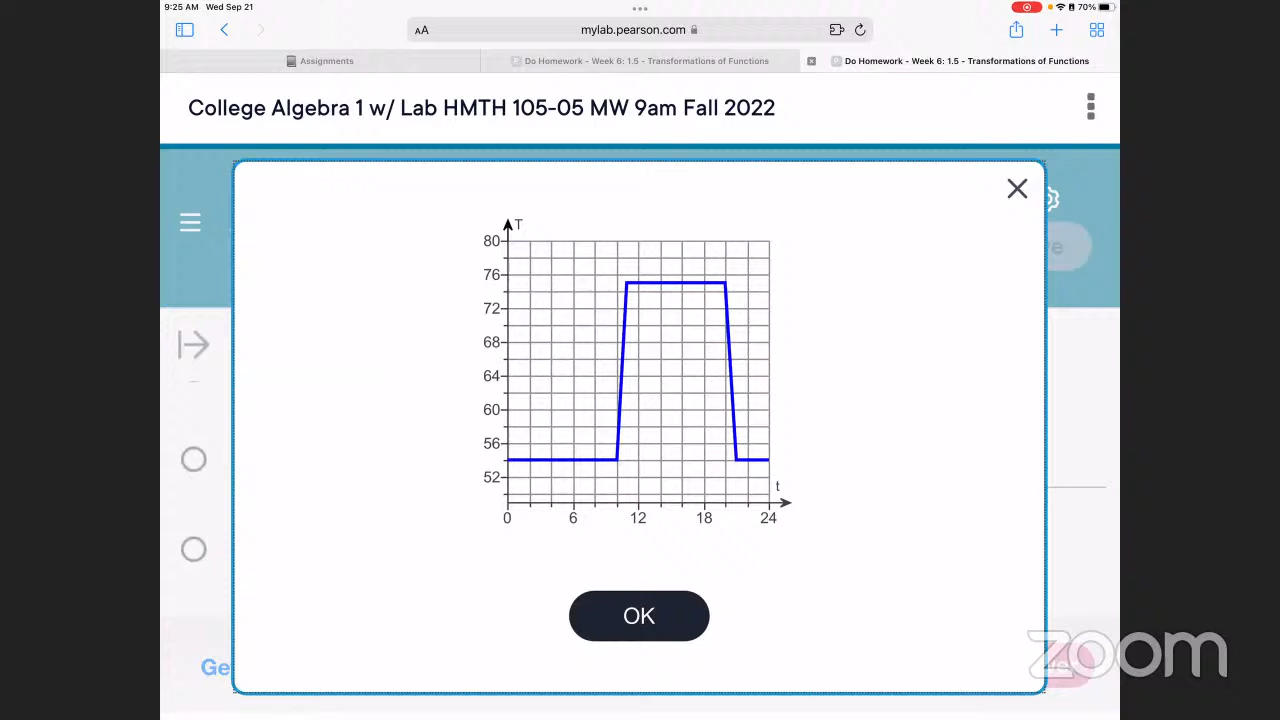 9:25 AM Wed Sep 21
70%
AA
mylab.pearson.com
Assignments
Do Homework - Week 6: 1.5 - Transformations of Functions
Do Homework - Week 6: 1.5 - Transformations of Functions
College Algebra 1 w/ Lab HMTH 105-05 MW 9am Fall 2022
T
80
76
72
68
64
60
56
52
t
0 6 12 18 24
OK
Ge
zoom